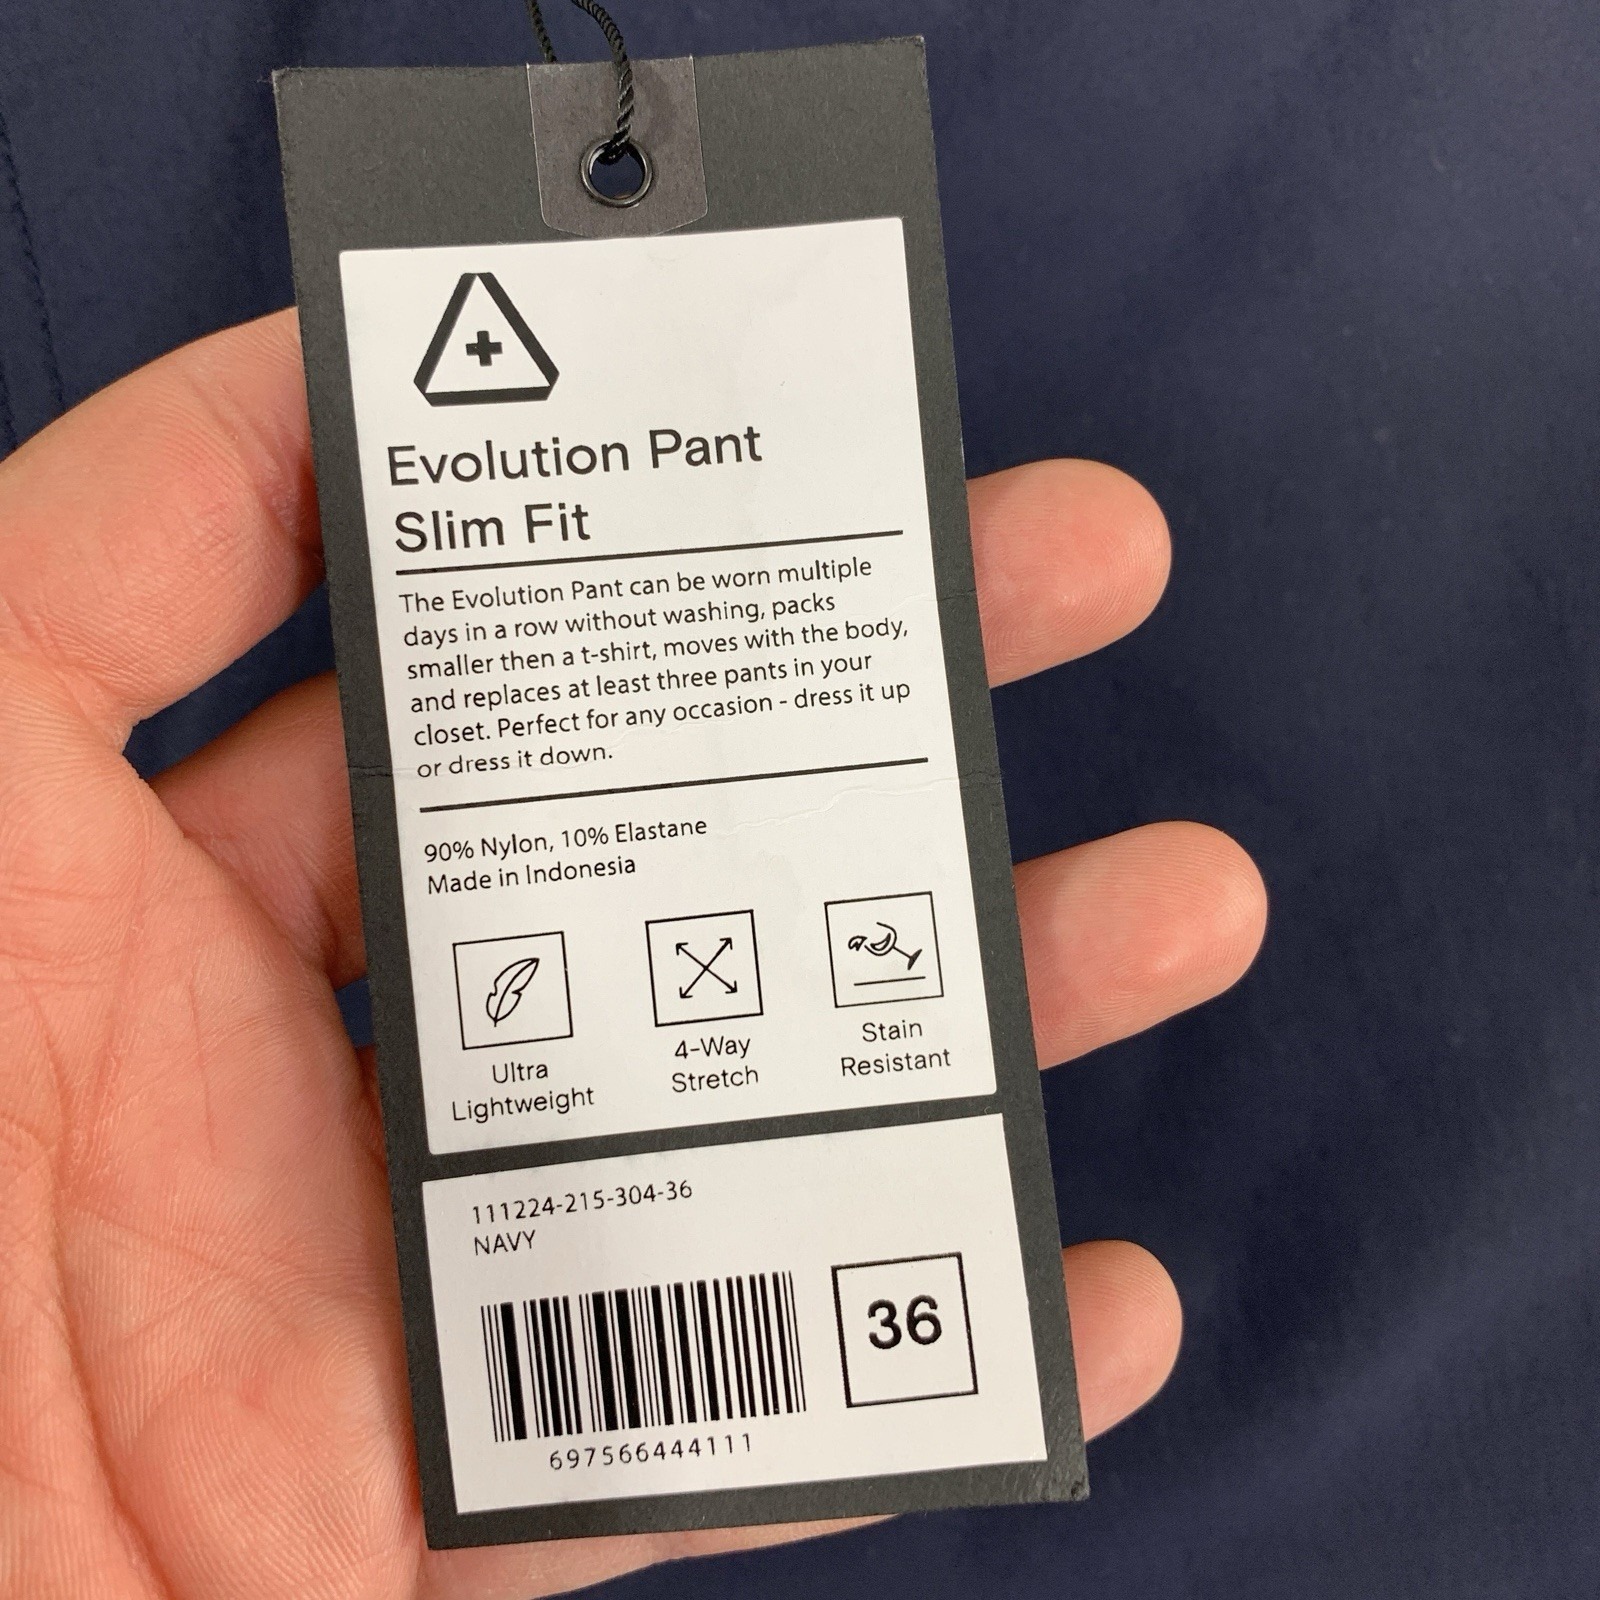 Evolution Pant
Slim Fit
The Evolution Pant can be worn multiple
days in a row without washing, packs
smaller then a t-shirt, moves with the body,
and replaces at least three pants in your
closet. Perfect for any occasion - dress it up
or dress it down.
90% Nylon, 10% Elastane
Made in Indonesia
Ultra
Lightweight
4-Way
Stretch
Stain
Resistant
111224-215-304-36
NAVY
36
697566444111